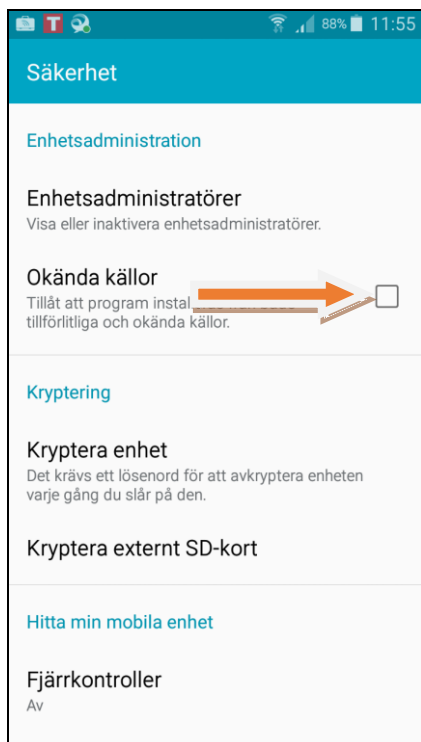 T 88% 11:55
Säkerhet
Enhetsadministration
Enhetsadministratörer
Visa eller inaktivera enhetsadministratörer.
Okända källor
Tillåt att program instal
tillförlitliga och okända källor.
Kryptering
Kryptera enhet
Det krävs ett lösenord för att avkryptera enheten
varje gång du slår på den.
Kryptera externt SD-kort
Hitta min mobila enhet
Fjärrkontroller
Av